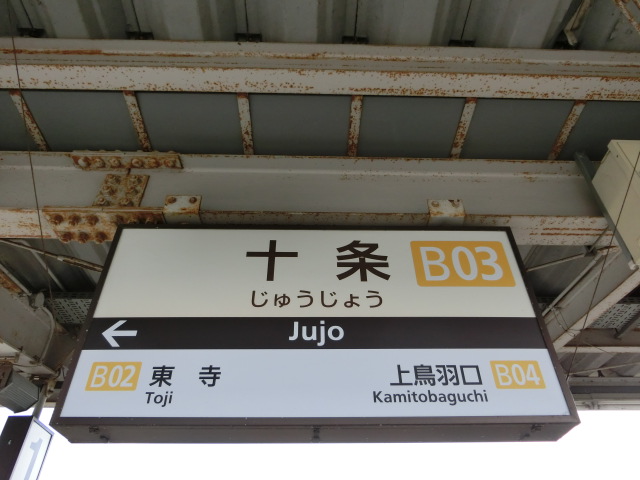 十条 B03
じゅうじょう
← Jujo
B02 東寺 上鳥羽口 B04
Toji Kamitobaguchi
1